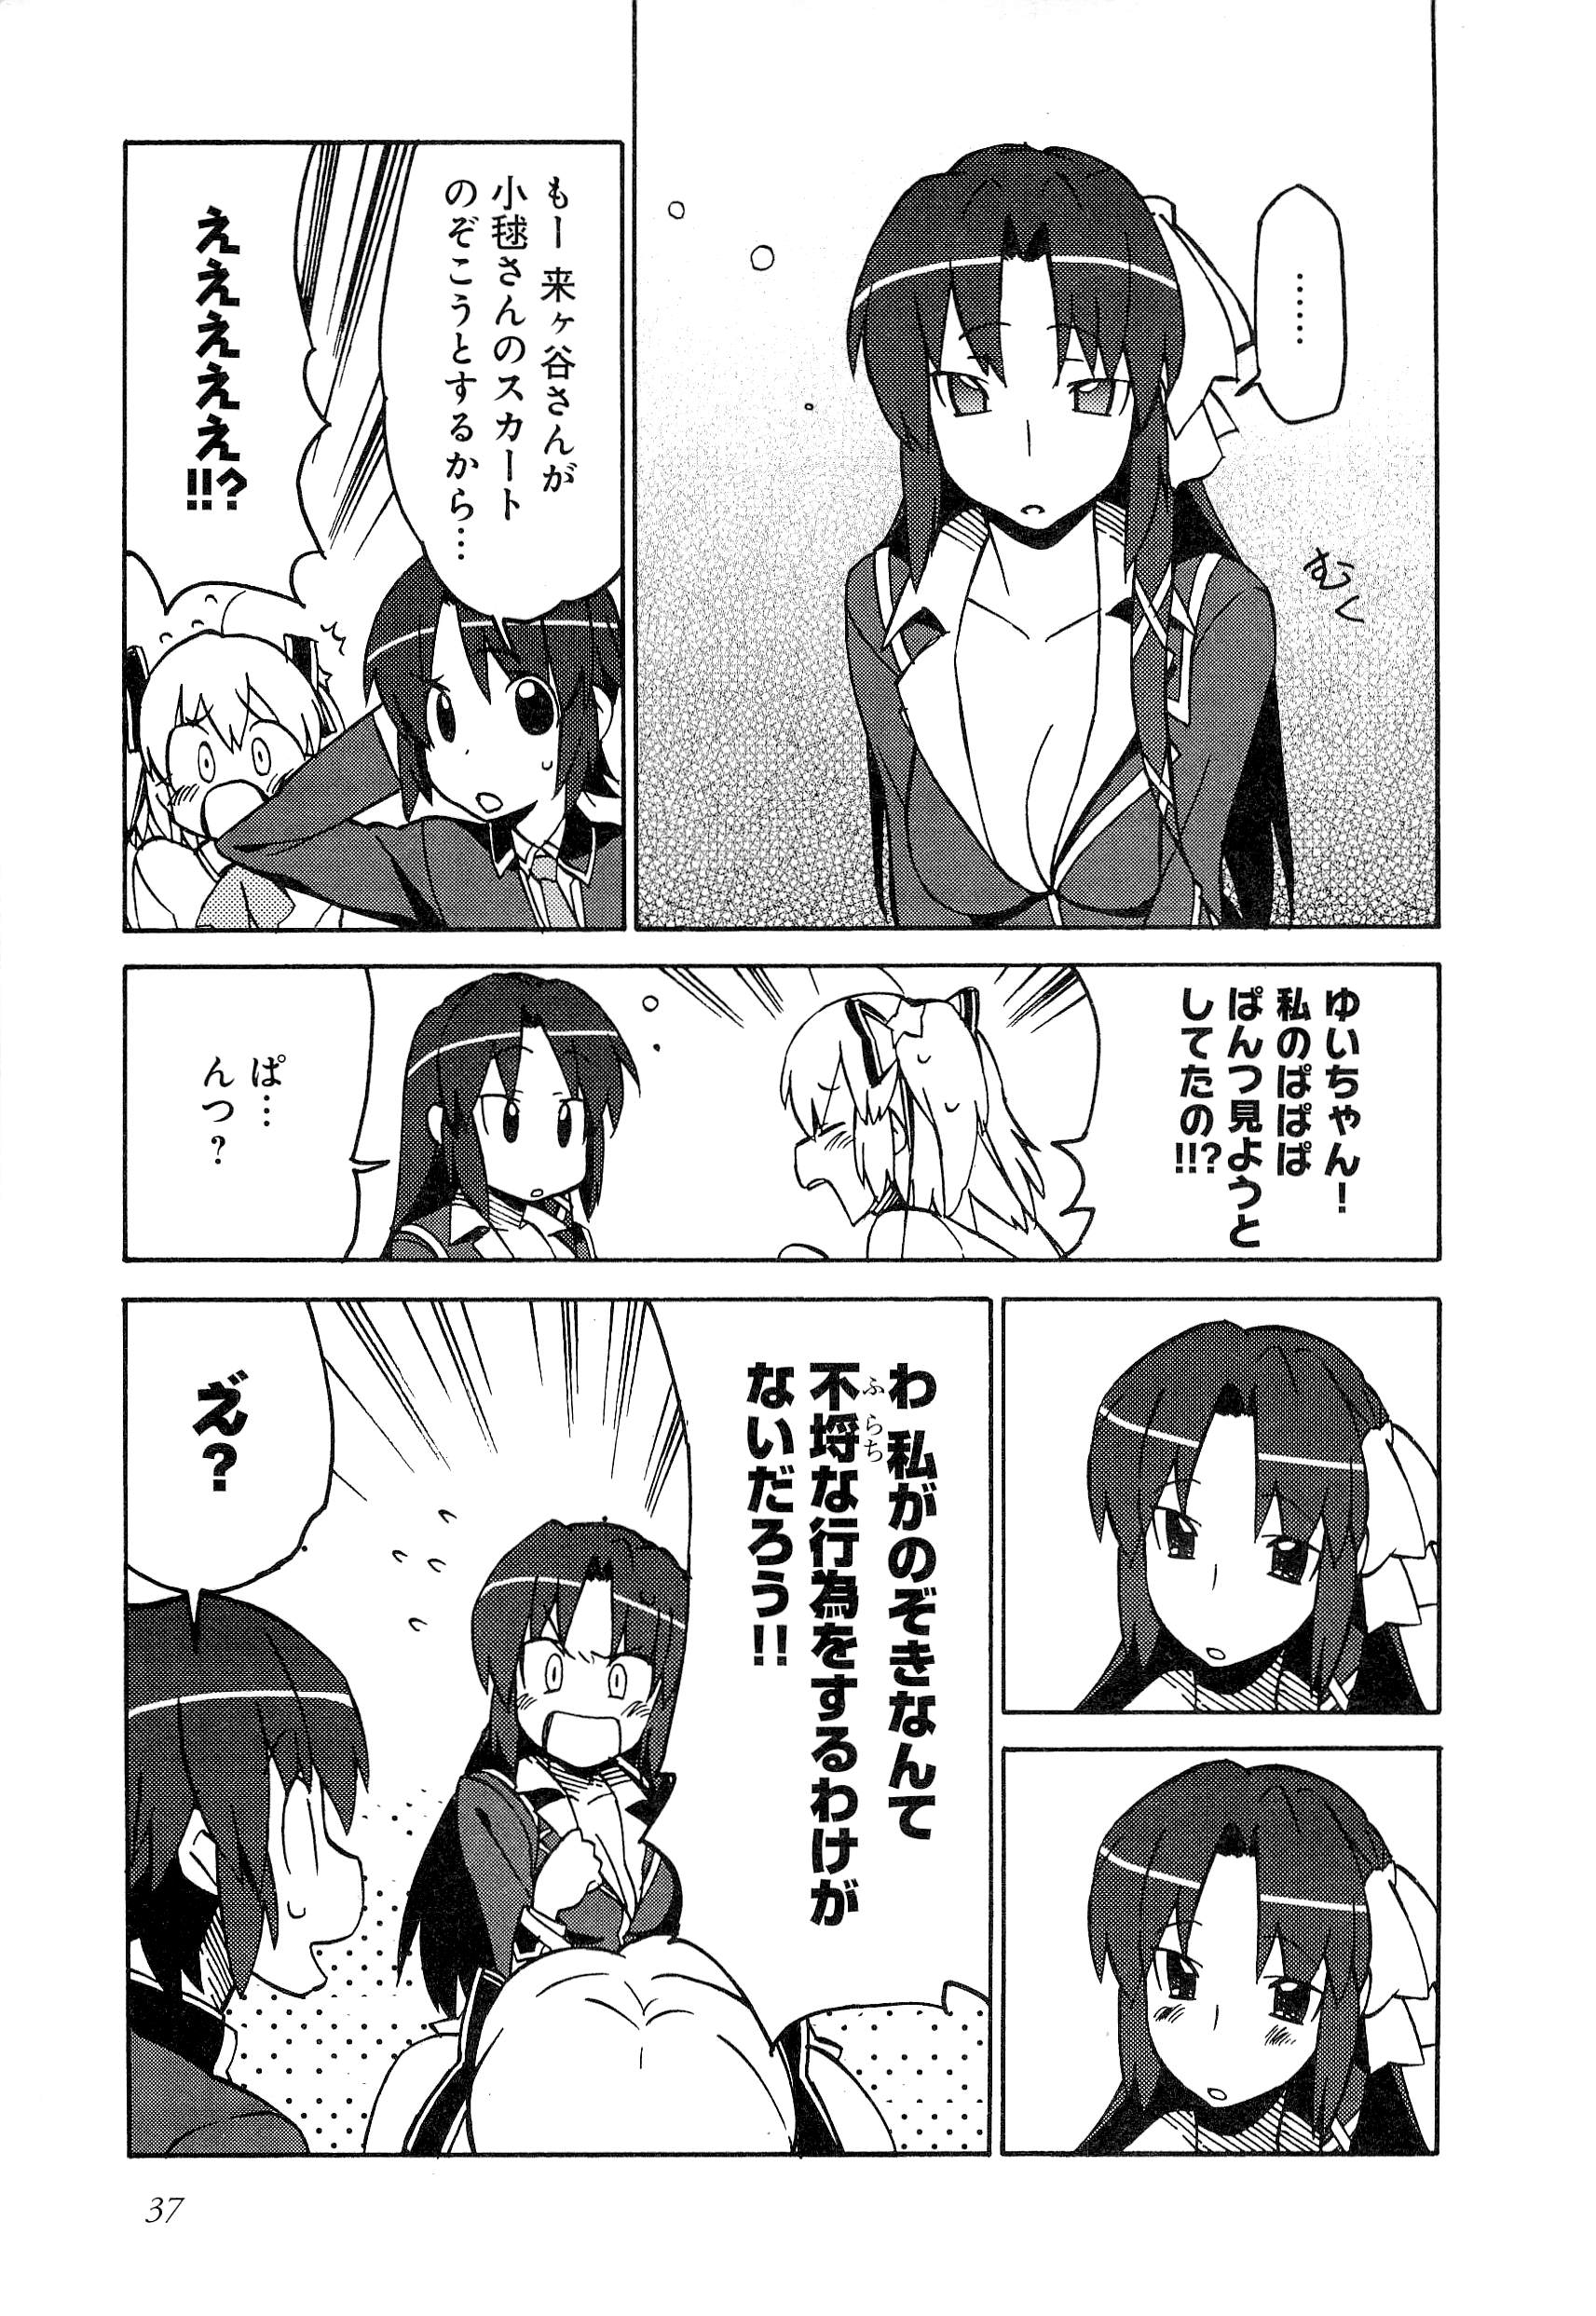 ………
むく
もー 来ヶ谷さんが
小毬さんのスカート
のぞこうとするから…
えええええ!!?
ゆいちゃん!
私のぱぱぱ
ぱんつ見ようと
してたの!!?
ぱ…
んつ?
わ 私がのぞきなんて
不埒な行為をするわけが
ふらち
ないだろう!!
え゛?
37